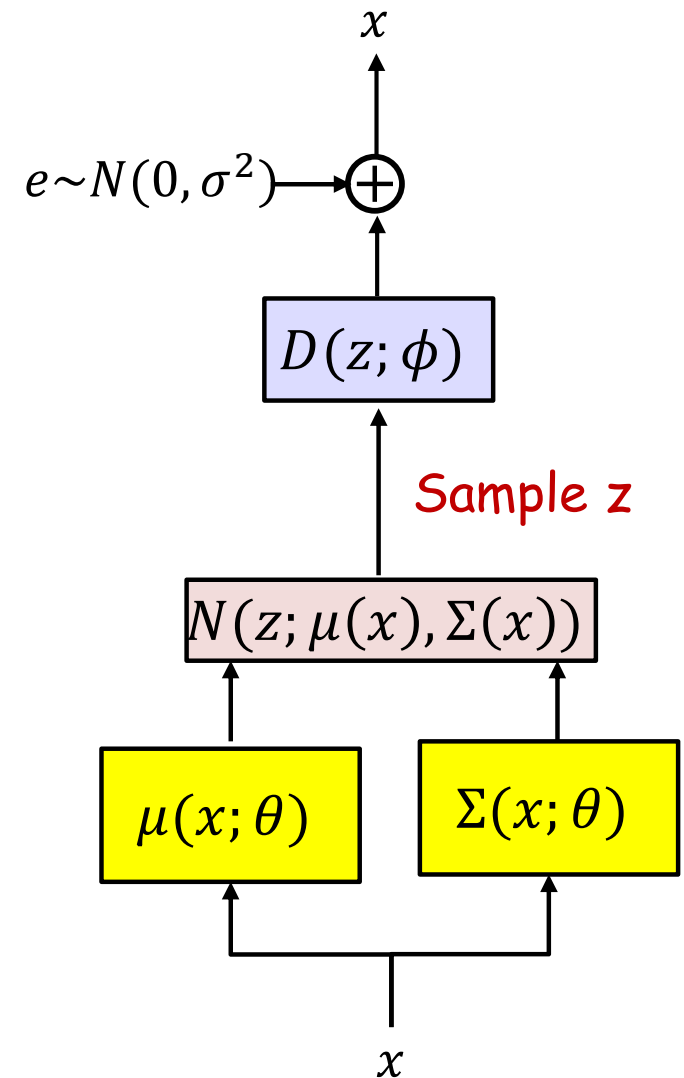 x
e~N(0, σ²)
D(z; ϕ)
Sample z
N(z; μ(x), Σ(x))
μ(x; θ)
Σ(x; θ)
x